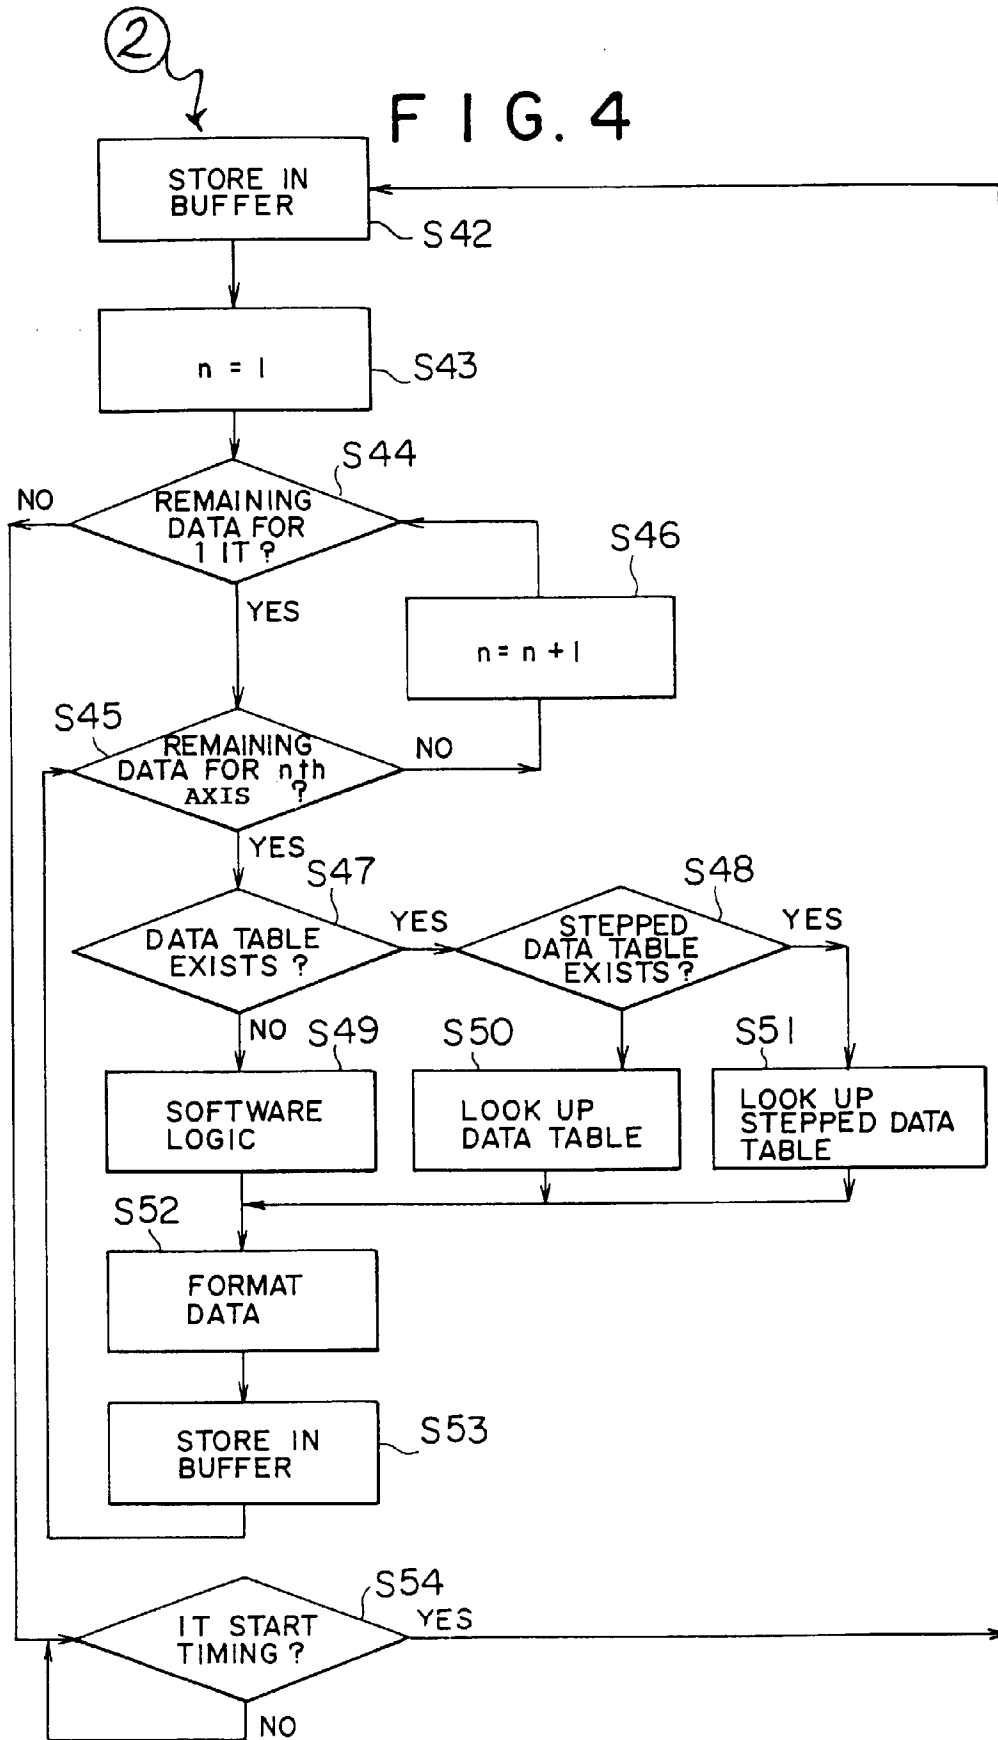 2
FIG. 4
STORE IN
BUFFER
S42
n = 1
S43
S44
NO
REMAINING
DATA FOR
1 IT ?
YES
S46
n = n + 1
S45
REMAINING
DATA FOR nth
AXIS ?
NO
YES
S47
DATA TABLE
EXISTS ?
YES
S48
STEPPED
DATA TABLE
EXISTS ?
YES
NO
S49
SOFTWARE
LOGIC
S50
LOOK UP
DATA TABLE
S51
LOOK UP
STEPPED DATA
TABLE
S52
FORMAT
DATA
STORE IN
BUFFER
S53
S54
IT START
TIMING ?
YES
NO